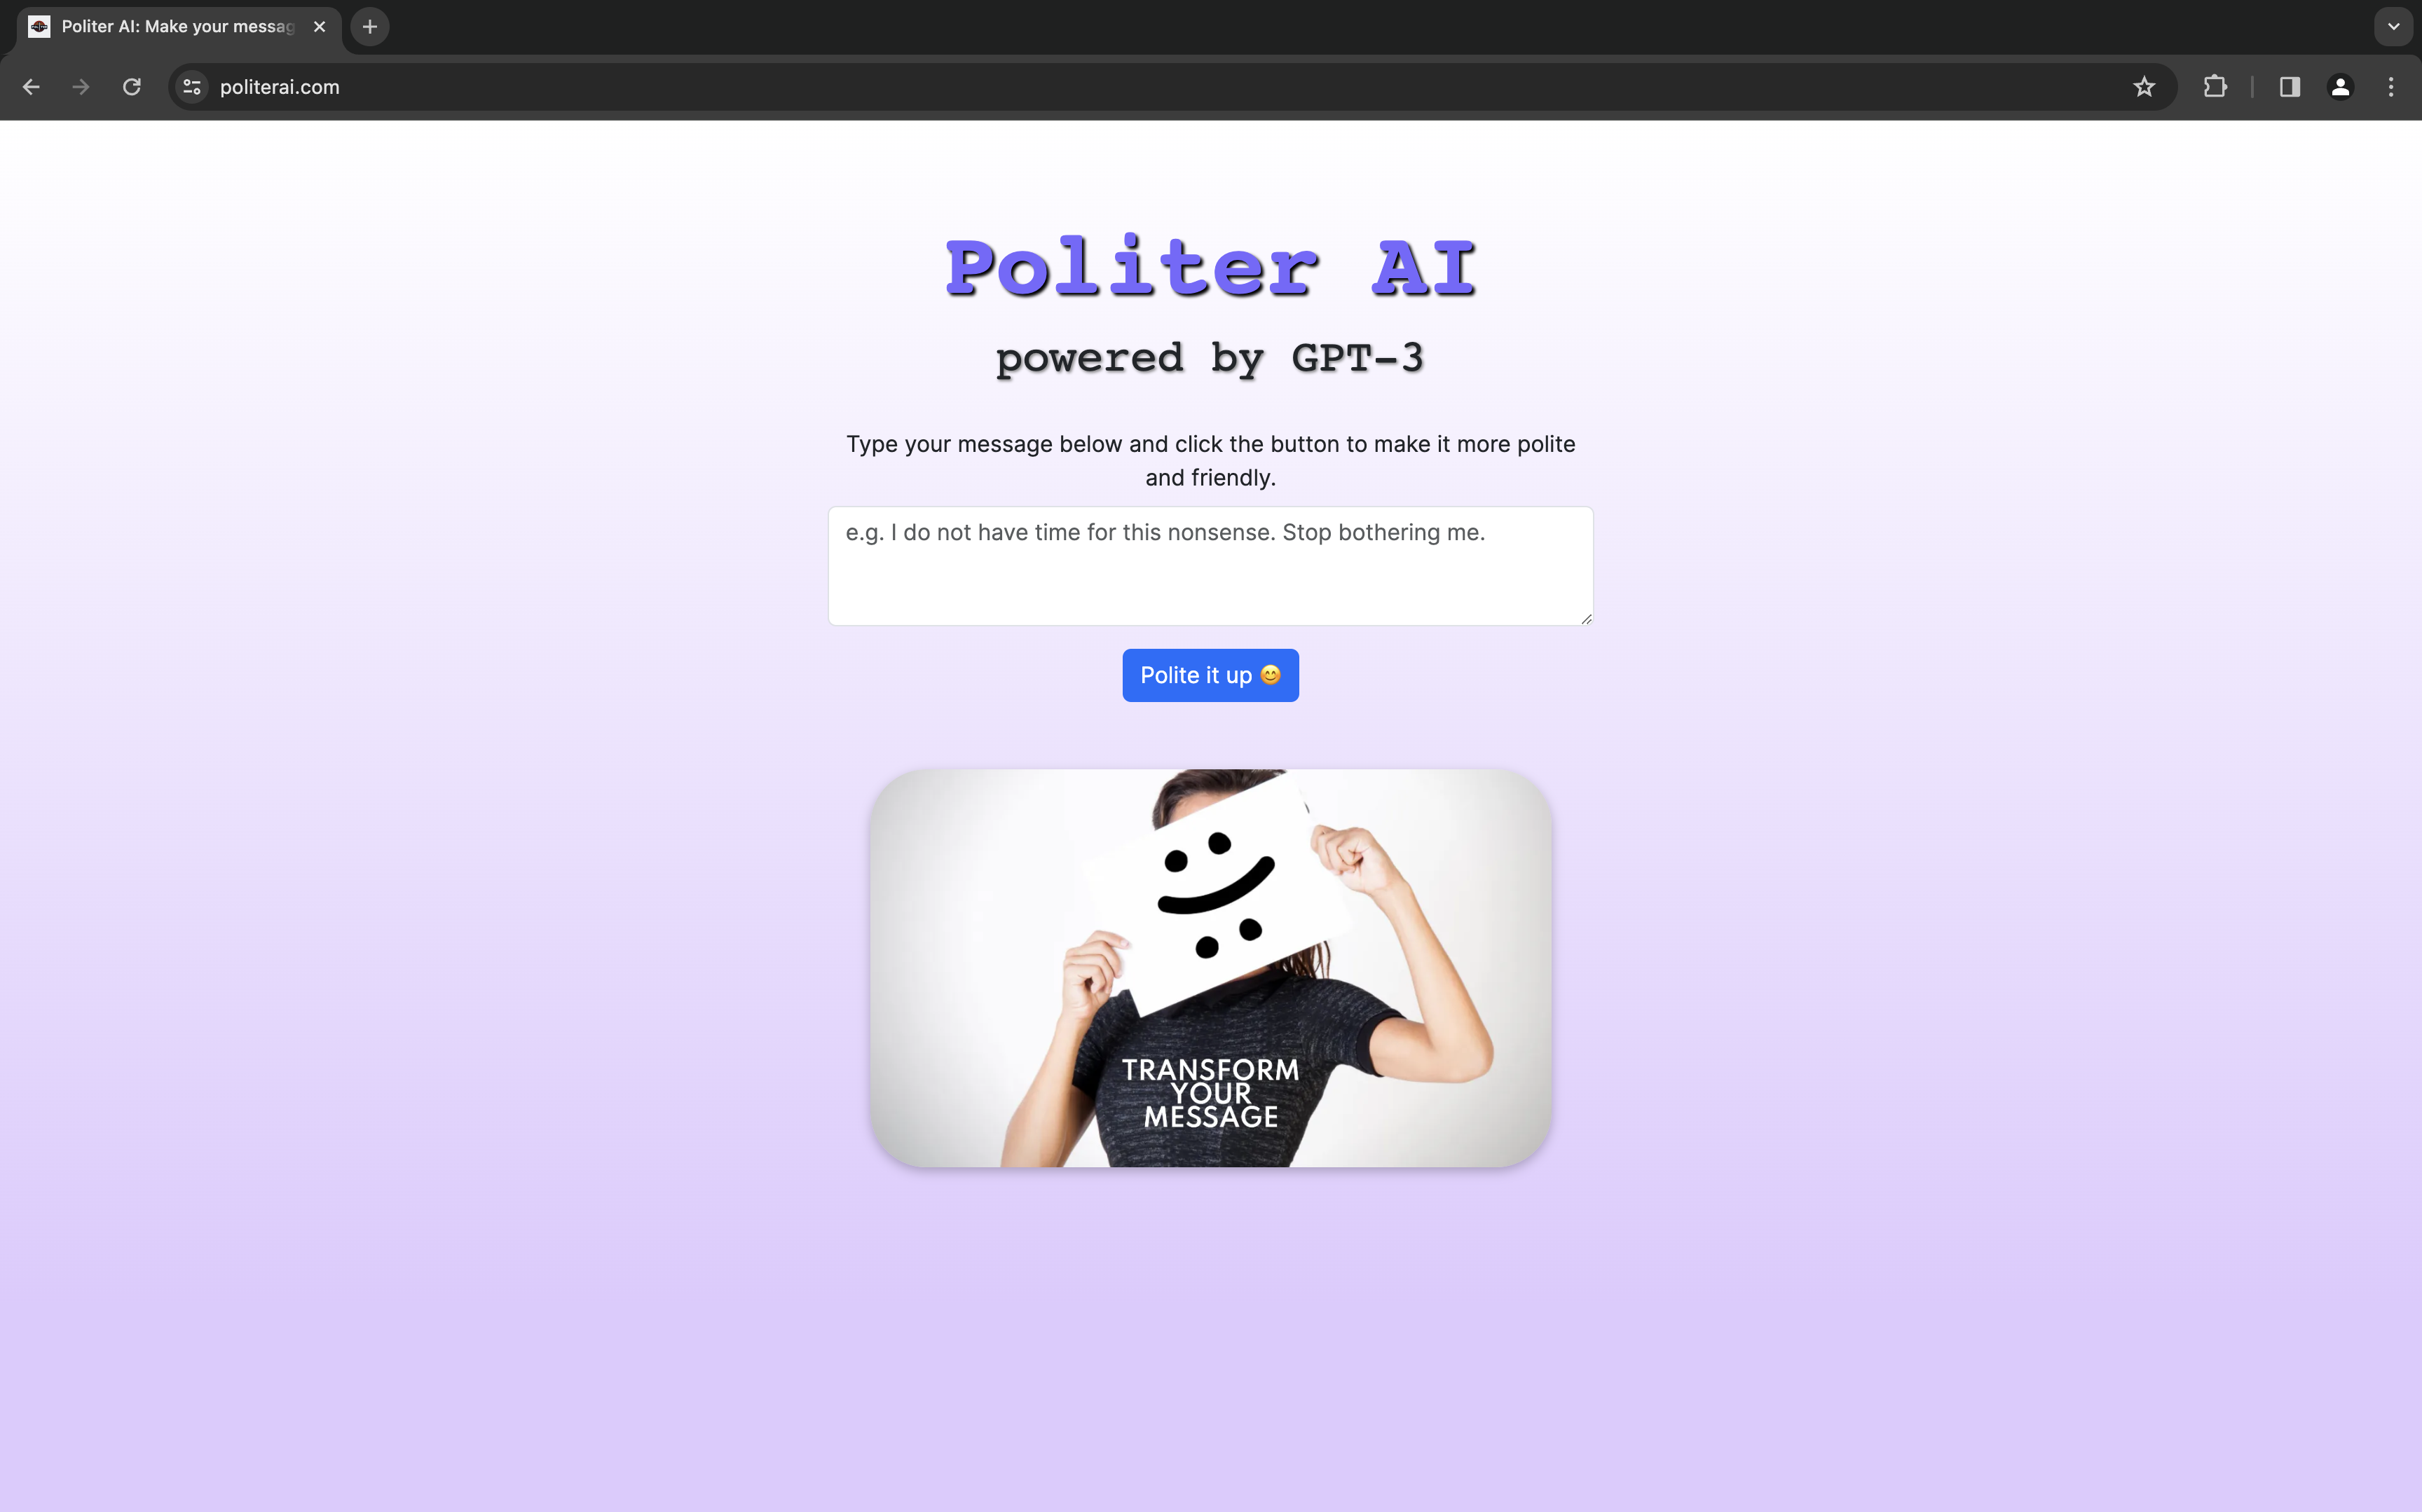 Politer AI: Make your messag
politerai.com
Politer AI
powered by GPT-3
Type your message below and click the button to make it more polite
and friendly.
e.g. I do not have time for this nonsense. Stop bothering me.
Polite it up 😊
TRANSFORM
YOUR
MESSAGE